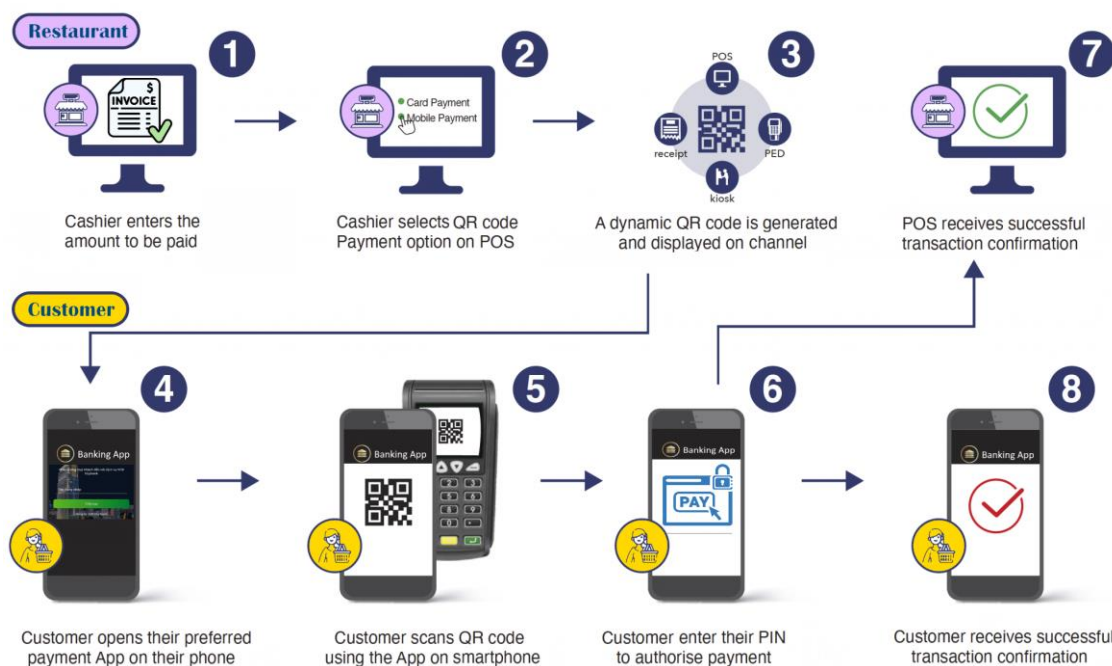 Restaurant
1
INVOICE
$
Cashier enters the
amount to be paid
2
Card Payment
Mobile Payment
Cashier selects QR code
Payment option on POS
3
POS
receipt
PED
kiosk
A dynamic QR code is generated
and displayed on channel
7
POS receives successful
transaction confirmation
Customer
4
Banking App
Customer opens their preferred
payment App on their phone
5
Banking App
Customer scans QR code
using the App on smartphone
6
Banking App
PAY
Customer enter their PIN
to authorise payment
8
Banking App
Customer receives successful
transaction confirmation